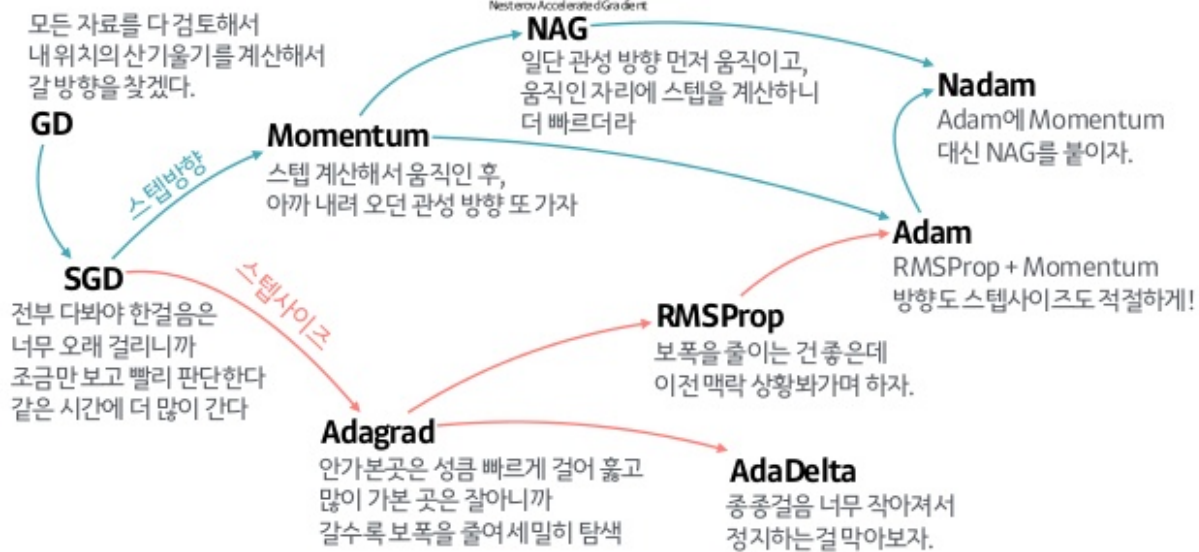 모든 자료를 다 검토해서
내 위치의 산기울기를 계산해서
갈 방향을 찾겠다.
GD
스텝방향
SGD
전부 다봐야 한걸음은
너무 오래 걸리니까
조금만 보고 빨리 판단한다
같은 시간에 더 많이 간다
Momentum
스텝 계산해서 움직인 후,
아까 내려 오던 관성 방향 또 가자
Nesterov Accelerated Gradient
NAG
일단 관성 방향 먼저 움직이고,
움직인 자리에 스텝을 계산하니
더 빠르더라
Nadam
Adam에 Momentum
대신 NAG를 붙이자.
Adam
RMSProp + Momentum
방향도 스텝사이즈도 적절하게!
스텝사이즈
RMSProp
보폭을 줄이는 건 좋은데
이전 맥락 상황봐가며 하자.
Adagrad
안가본곳은 성큼 빠르게 걸어 훓고
많이 가본 곳은 잘아니까
갈수록 보폭을 줄여 세밀히 탐색
AdaDelta
종종걸음 너무 작아져서
정지하는걸 막아보자.